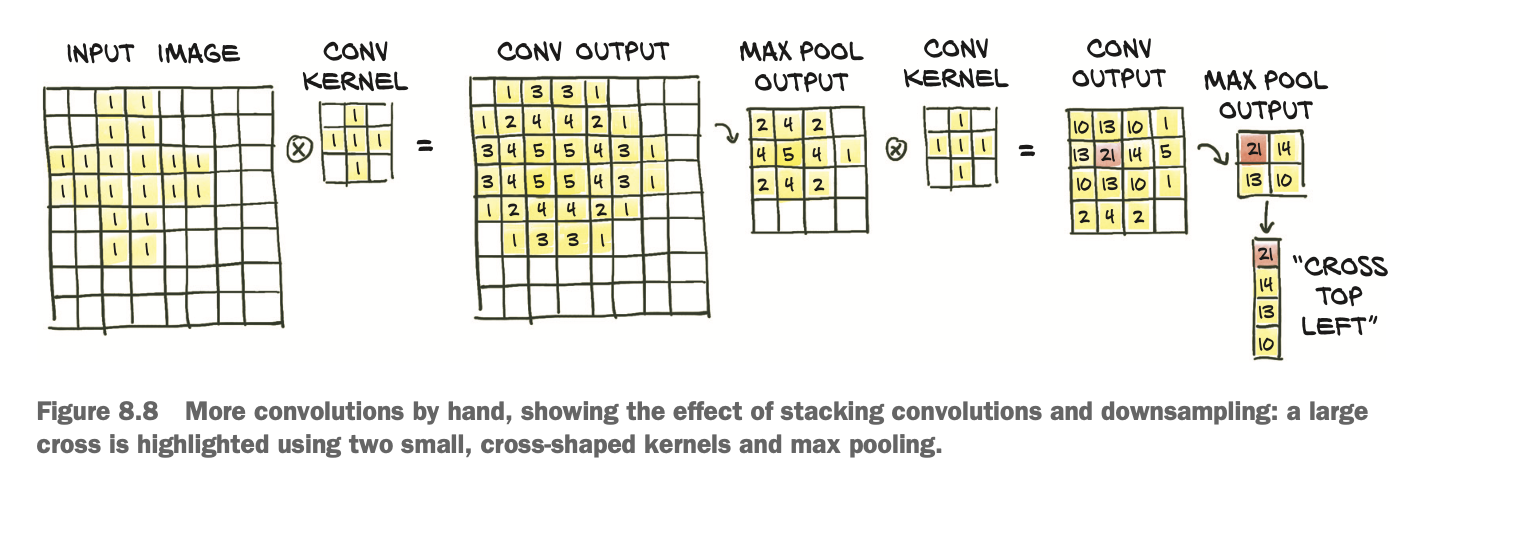 INPUT IMAGE
CONV
KERNEL
CONV OUTPUT
MAX POOL
OUTPUT
CONV
KERNEL
CONV
OUTPUT
MAX POOL
OUTPUT
1 1
1 1
1 1 1 1 1 1
1 1 1 1 1 1
1 1
1 1
⊗
1
1 1 1
1
=
1 3 3 1
1 2 4 4 2 1
3 4 5 5 4 3 1
3 4 5 5 4 3 1
1 2 4 4 2 1
1 3 3 1
2 4 2
4 5 4 1
2 4 2
⊗
1
1 1 1
1
=
10 13 10 1
13 21 14 5
10 13 10 1
2 4 2
21 14
13 10
21
14
13
10
"CROSS
TOP
LEFT"
Figure 8.8 More convolutions by hand, showing the effect of stacking convolutions and downsampling: a large
cross is highlighted using two small, cross-shaped kernels and max pooling.